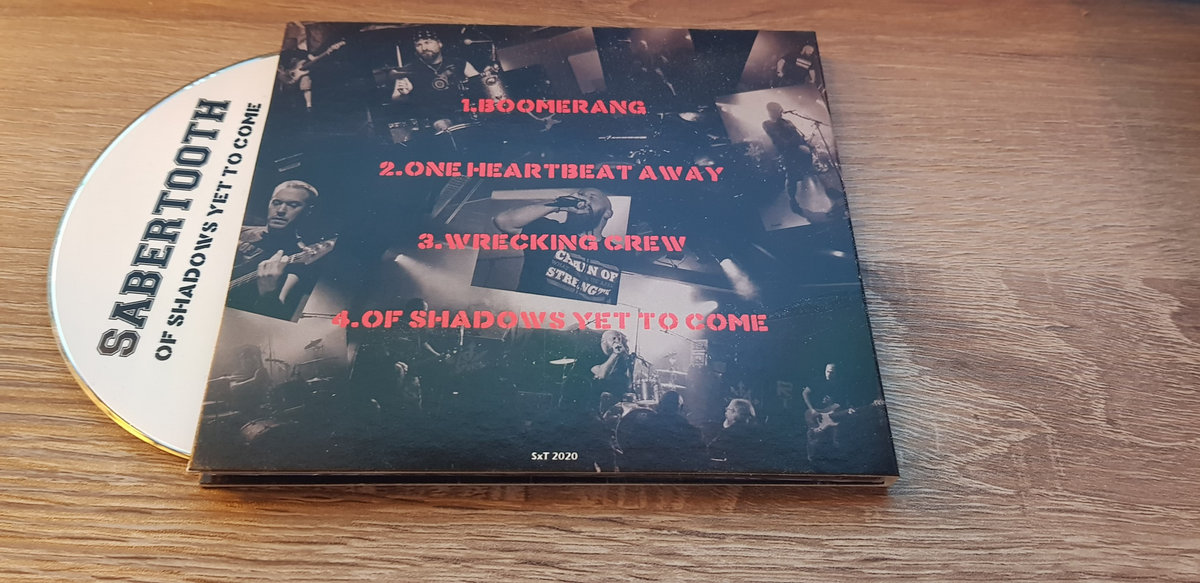 SABERTOOTH
OF SHADOWS YET TO COME
1.BOOMERANG
2.ONE HEARTBEAT AWAY
3.WRECKING CREW
OF
4.OF SHADOWS YET TO COME
SxT 2020